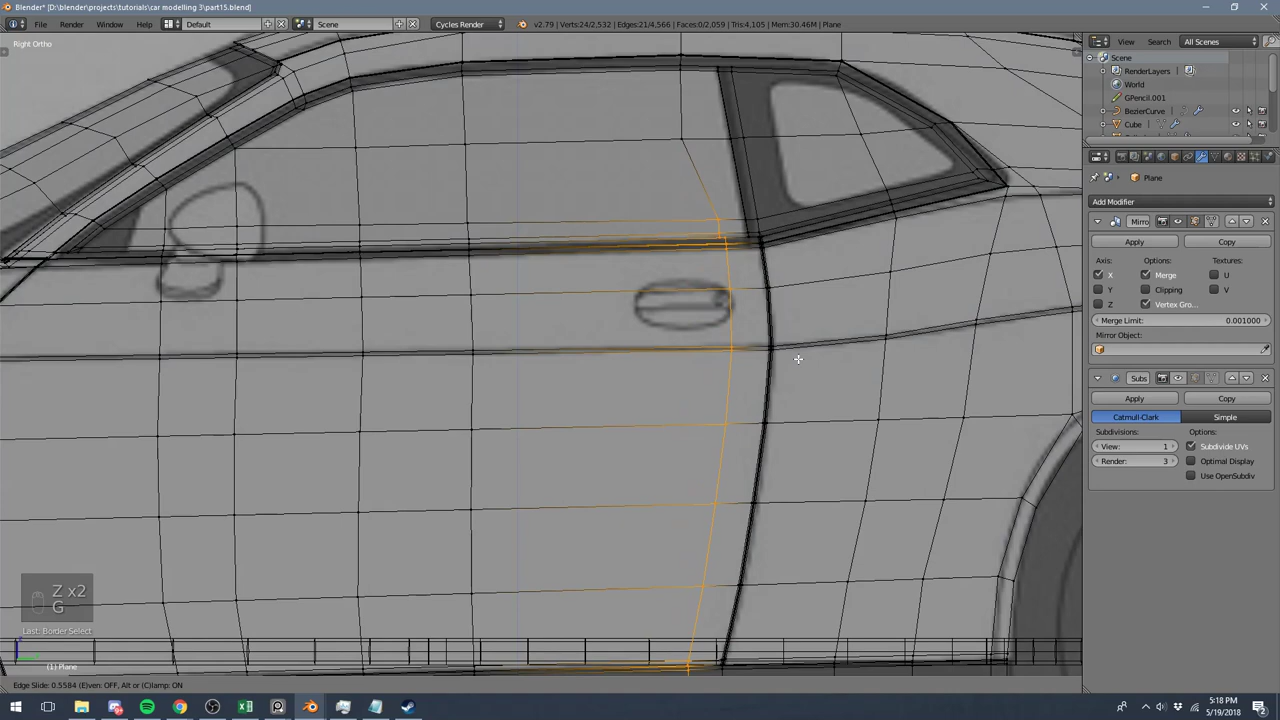 Blender* [D:\blender\projects\tutorials\car modelling 3\part15.blend]
File Render Window Help Default Scene Cycles Render v2.79 | Verts:24/2,532 | Edges:21/4,566 | Faces:0/2,059 | Tris:4,105 | Mem:30.46M | Plane
Right Ortho
View Search All Scenes
Scene
RenderLayers
World
GPencil.001
BezierCurve
Cube
Plane
Add Modifier
Mirro
Apply Copy
Axis: Options: Textures:
X Merge U
Y Clipping V
Z Vertex Gro...
Merge Limit: 0.001000
Mirror Object:
Subs
Apply Copy
Catmull-Clark Simple
Subdivisions: Options:
View: 1 Subdivide UVs
Render: 3 Optimal Display
Use OpenSubdiv
Z x2
G
Last: Border Select
(1) Plane
Edge Slide: 0.5584 (E)ven: OFF, Alt or (C)lamp: ON
5:18 PM
5/19/2018
2